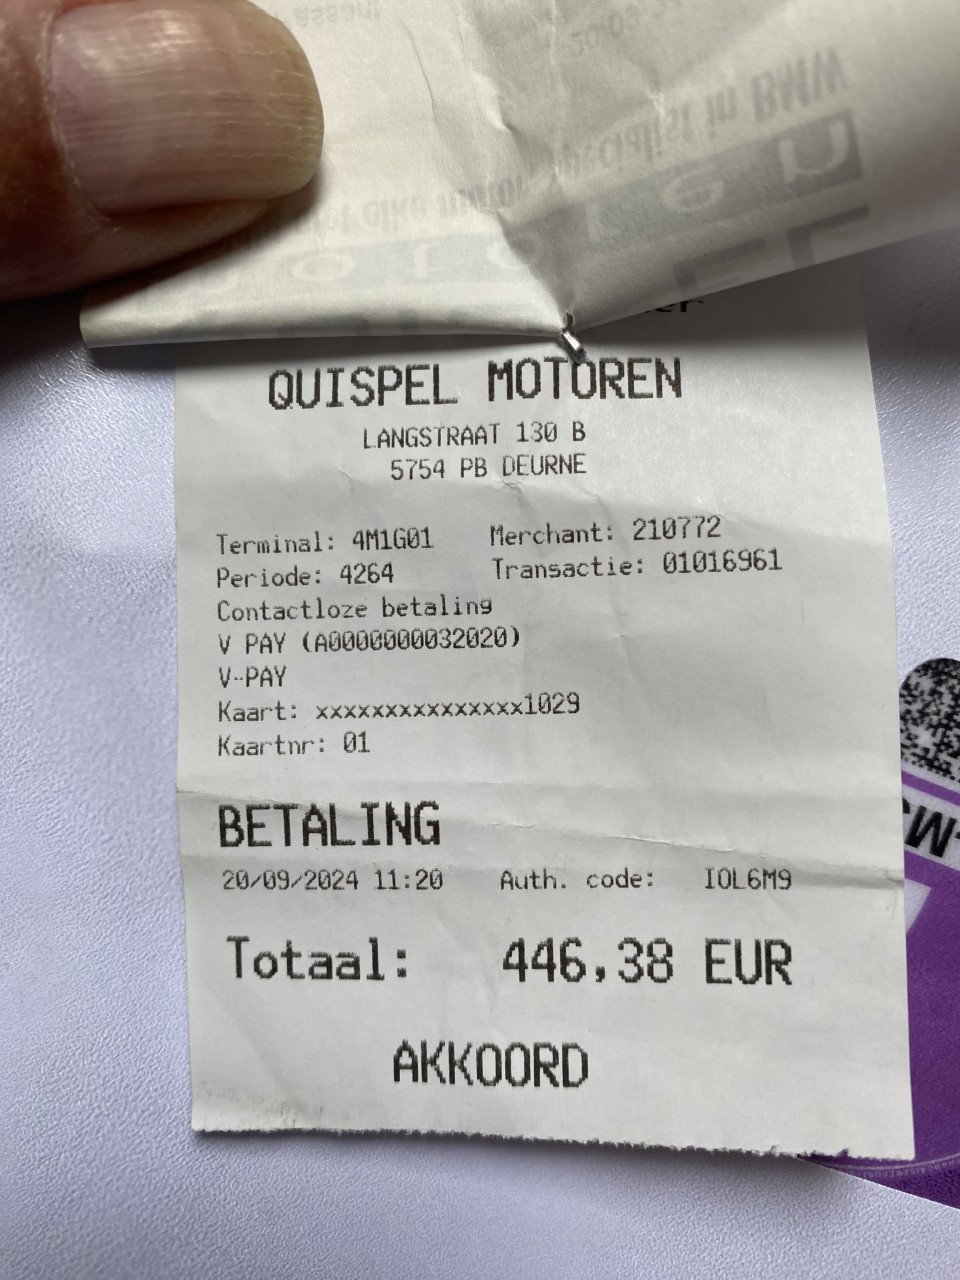 QUISPEL MOTOREN
LANGSTRAAT 130 B
5754 PB DEURNE
Terminal: 4M1G01 Merchant: 210772
Periode: 4264 Transactie: 01016961
Contactloze betaling
V PAY (A0000000032020)
V-PAY
Kaart: xxxxxxxxxxxxxxx1029
Kaartnr: 01
BETALING
20/09/2024 11:20 Auth. code: IOL6M9
Totaal: 446,38 EUR
AKKOORD